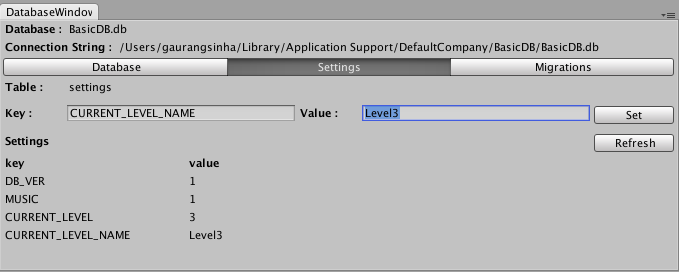 DatabaseWindow
Database : BasicDB.db
Connection String : /Users/gaurangsinha/Library/Application Support/DefaultCompany/BasicDB/BasicDB.db
Database Settings Migrations
Table : settings
Key : CURRENT_LEVEL_NAME Value : Level3 Set
Settings Refresh
key value
DB_VER 1
MUSIC 1
CURRENT_LEVEL 3
CURRENT_LEVEL_NAME Level3